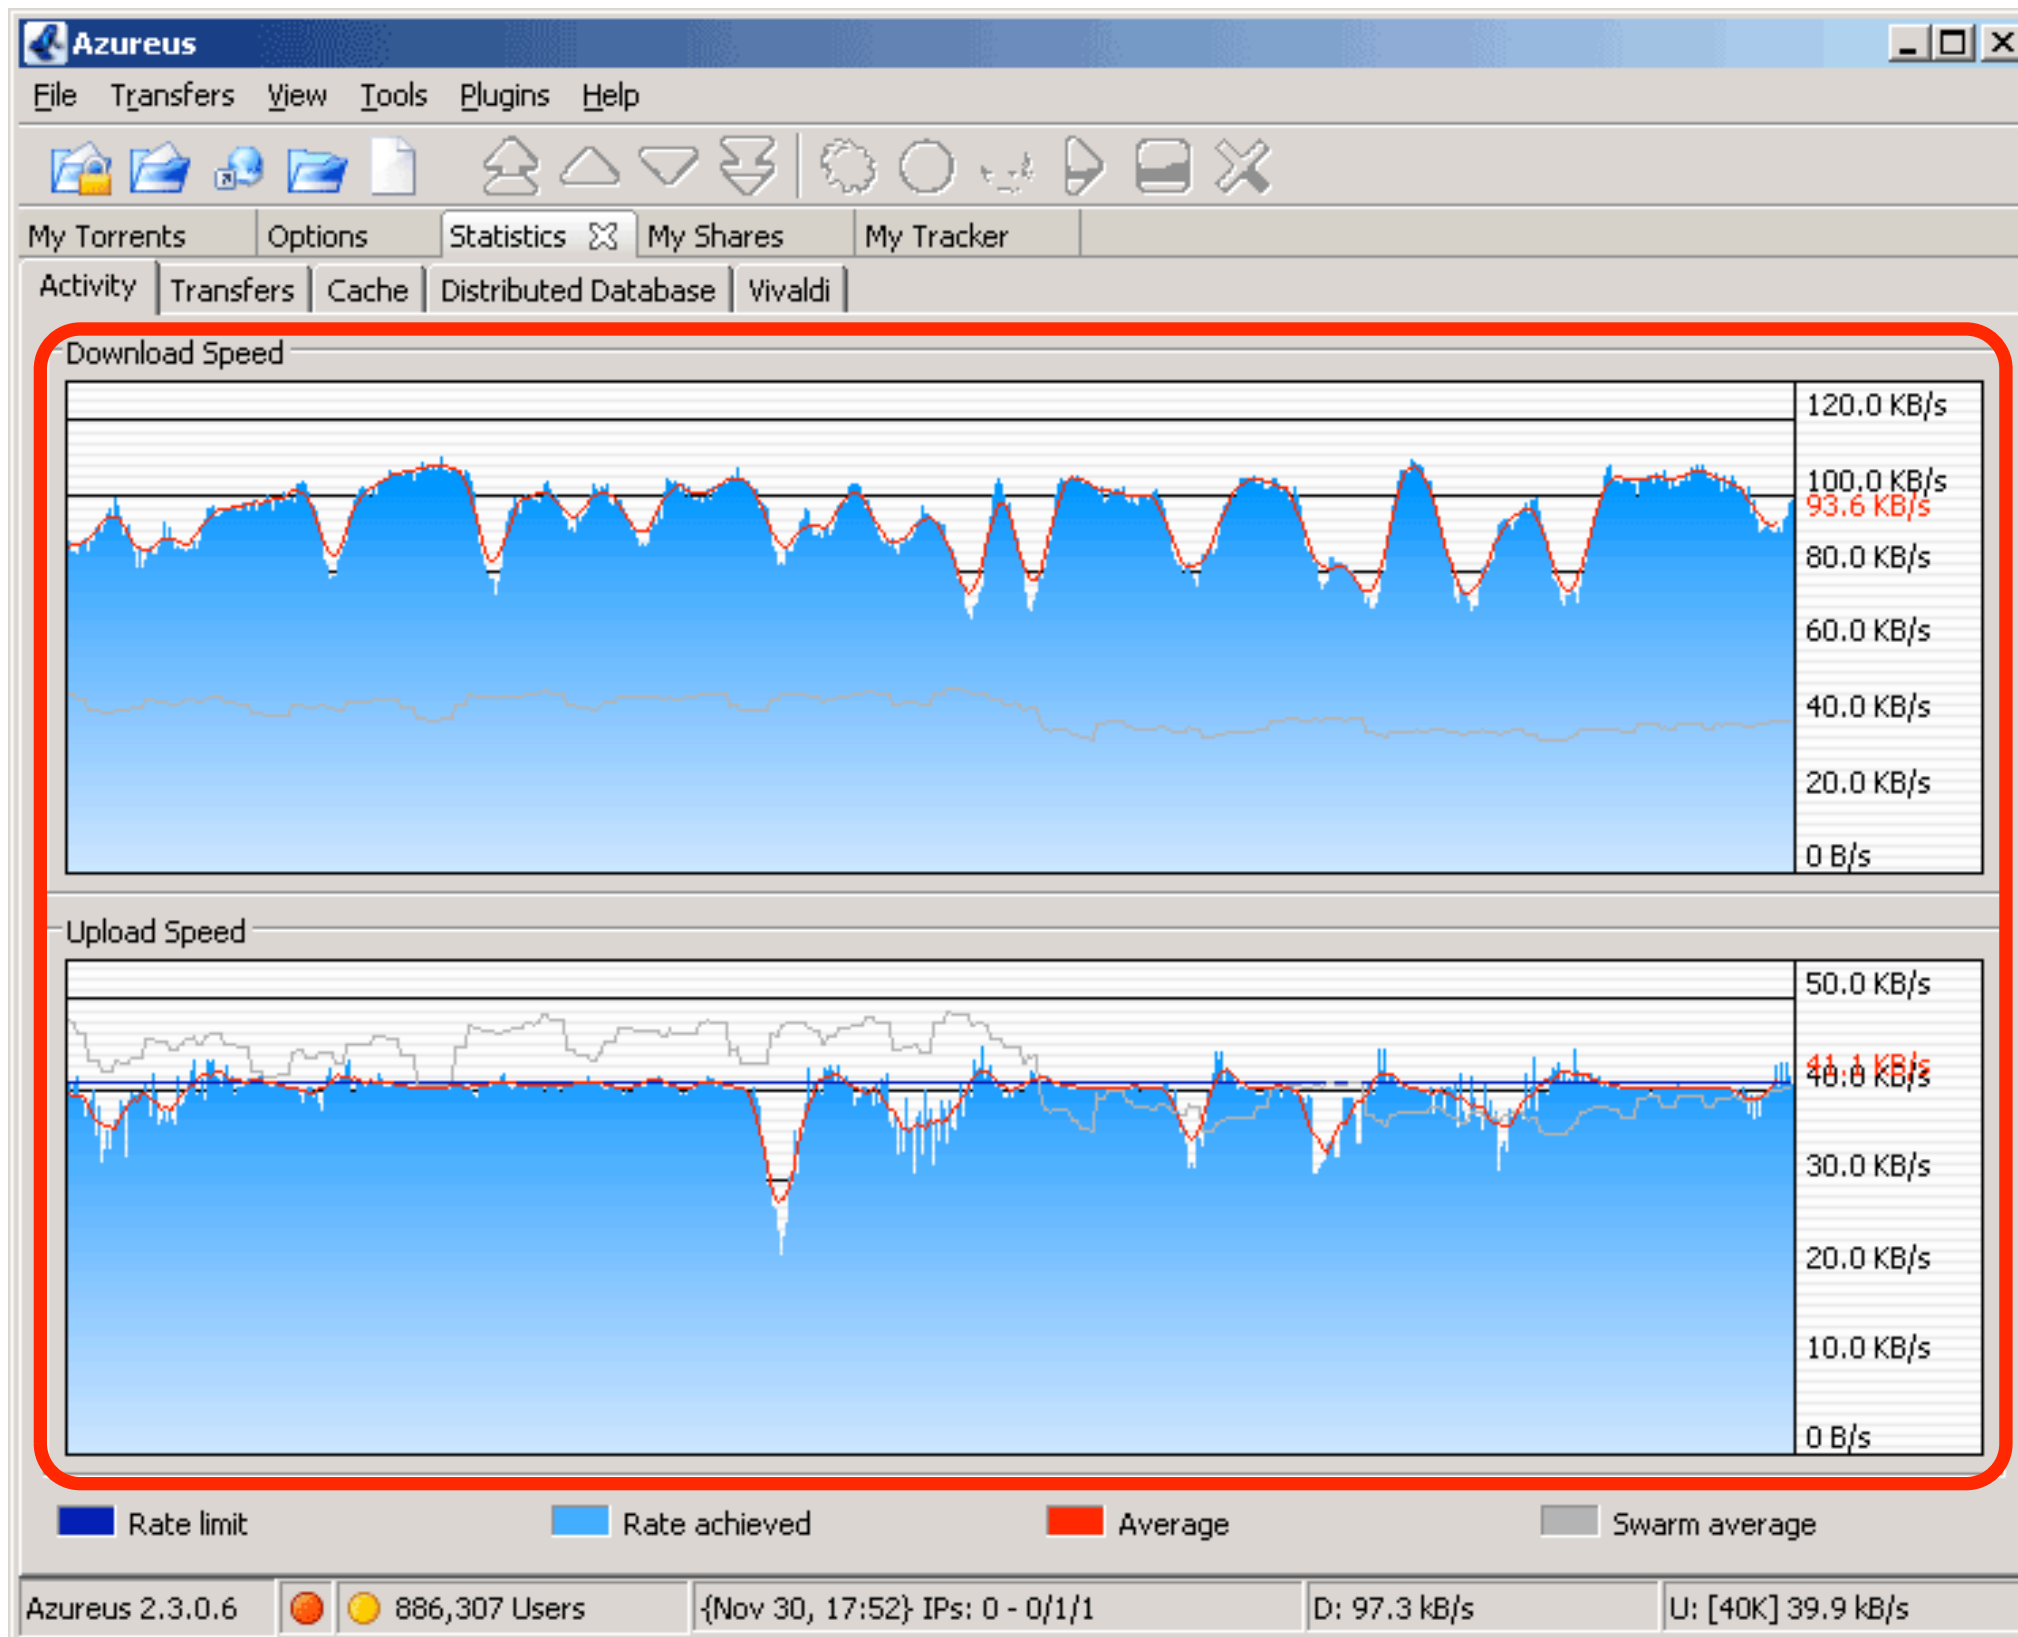 Azureus
File Transfers View Tools Plugins Help
My Torrents Options Statistics My Shares My Tracker
Activity Transfers Cache Distributed Database Vivaldi
Download Speed
120.0 KB/s
100.0 KB/s
93.6 KB/s
80.0 KB/s
60.0 KB/s
40.0 KB/s
20.0 KB/s
0 B/s
Upload Speed
50.0 KB/s
41.1 KB/s
40.0 KB/s
30.0 KB/s
20.0 KB/s
10.0 KB/s
0 B/s
Rate limit Rate achieved Average Swarm average
Azureus 2.3.0.6 886,307 Users {Nov 30, 17:52} IPs: 0 - 0/1/1 D: 97.3 kB/s U: [40K] 39.9 kB/s